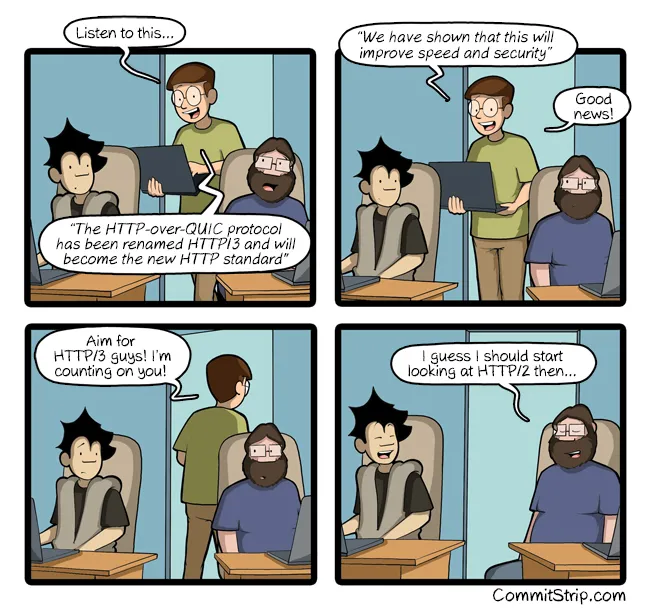 Listen to this...
"The HTTP-over-QUIC protocol
has been renamed HTTP/3 and will
become the new HTTP standard"
"We have shown that this will
improve speed and security"
Good
news!
Aim for
HTTP/3 guys! I'm
counting on you!
I guess I should start
looking at HTTP/2 then...
CommitStrip.com